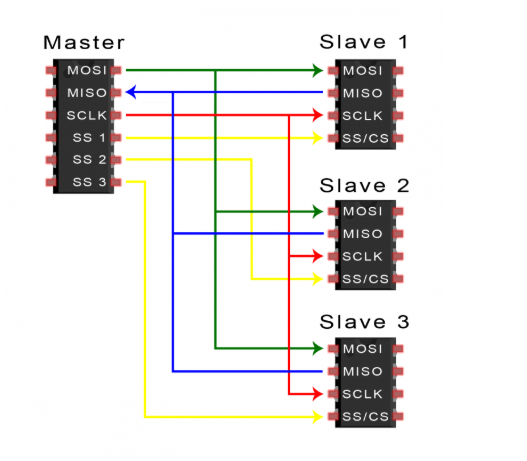 Master
MOSI
MISO
SCLK
SS 1
SS 2
SS 3
Slave 1
MOSI
MISO
SCLK
SS/CS
Slave 2
MOSI
MISO
SCLK
SS/CS
Slave 3
MOSI
MISO
SCLK
SS/CS